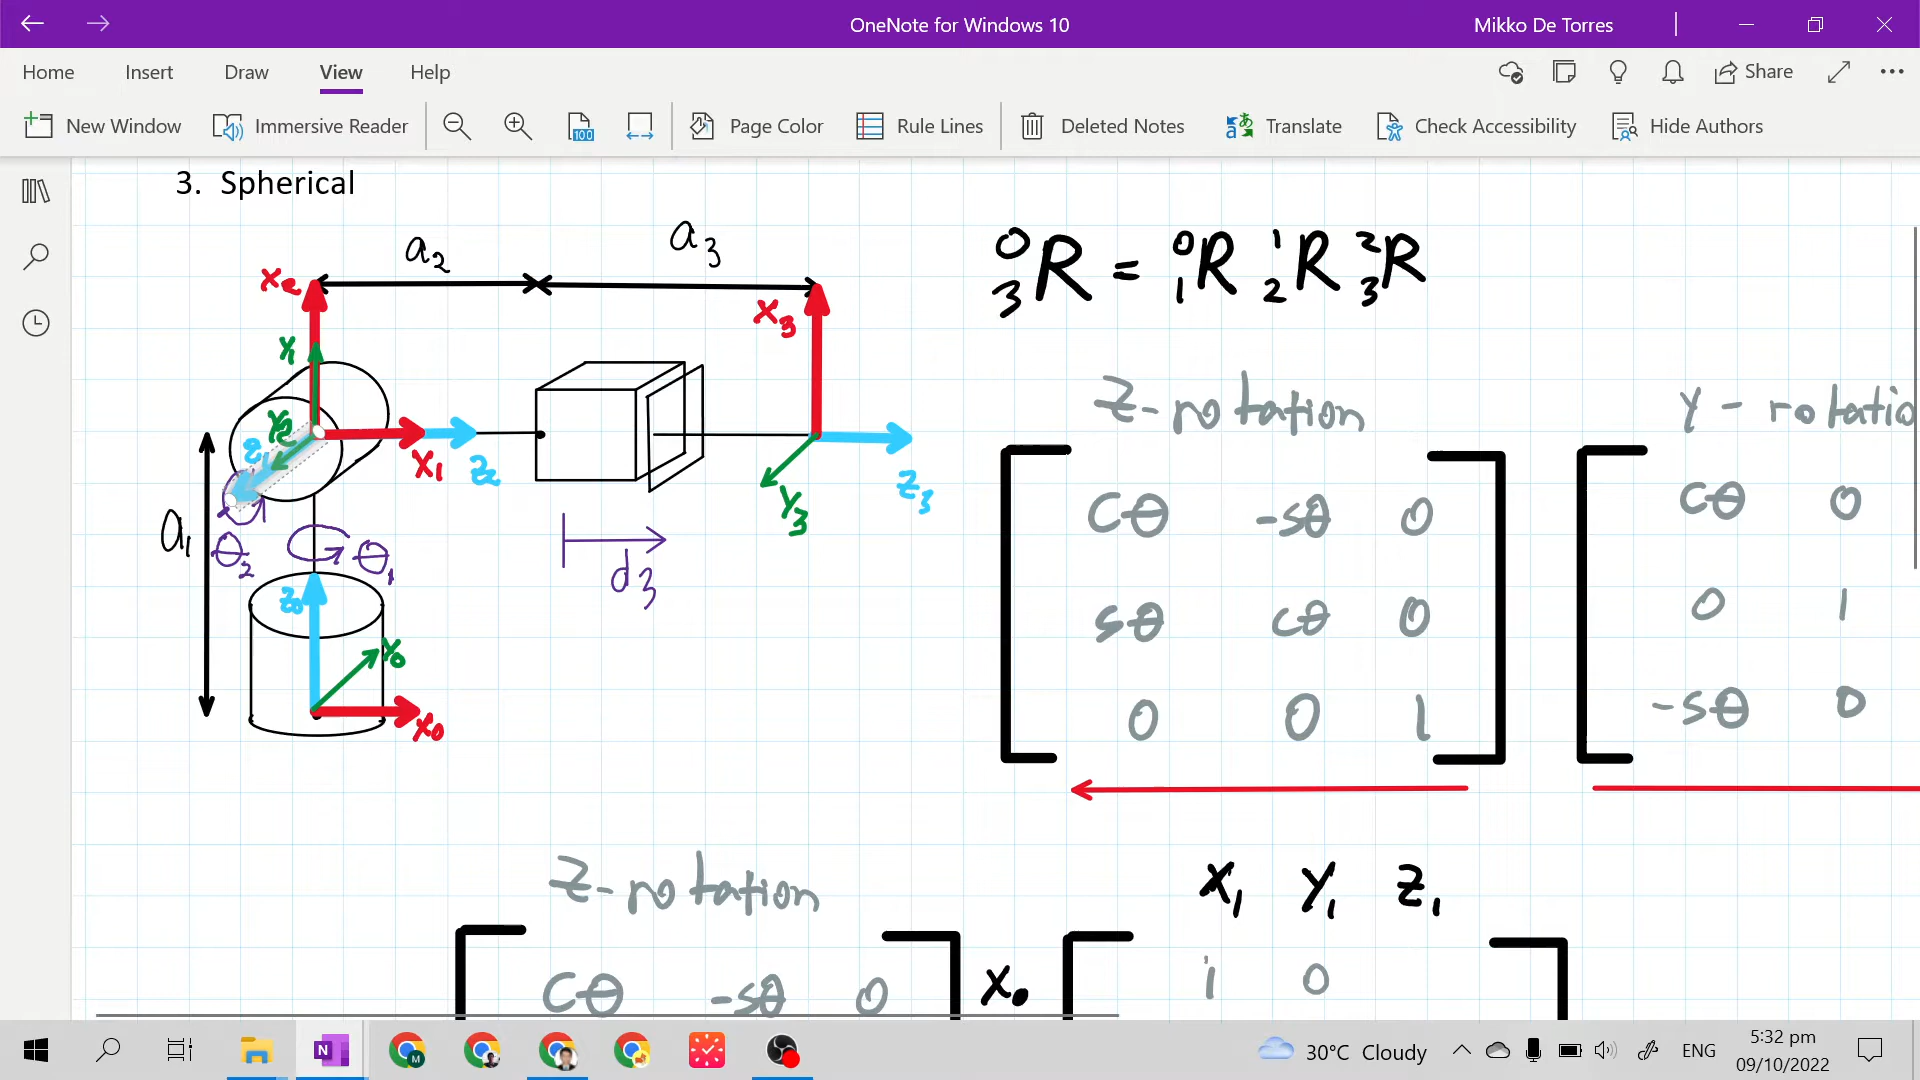 OneNote for Windows 10
Mikko De Torres
Home Insert Draw View Help
Share
New Window Immersive Reader 100 Page Color Rule Lines Deleted Notes Translate Check Accessibility Hide Authors
3. Spherical
a2 a3
X2 X3
Y1
Y2
Z1 X1 Z2 Z3
Y3
a1 θ2 θ1 d3
Z0
Y0
X0
⁰₃R = ⁰₁R ¹₂R ²₃R
Z-rotation
Cθ -sθ 0
sθ cθ 0
0 0 1
Y-rotatio
Cθ 0
0 1
-sθ 0
Z-rotation
Cθ -sθ 0
X1 Y1 Z1
X0 1 0
30°C Cloudy
ENG
5:32 pm
09/10/2022